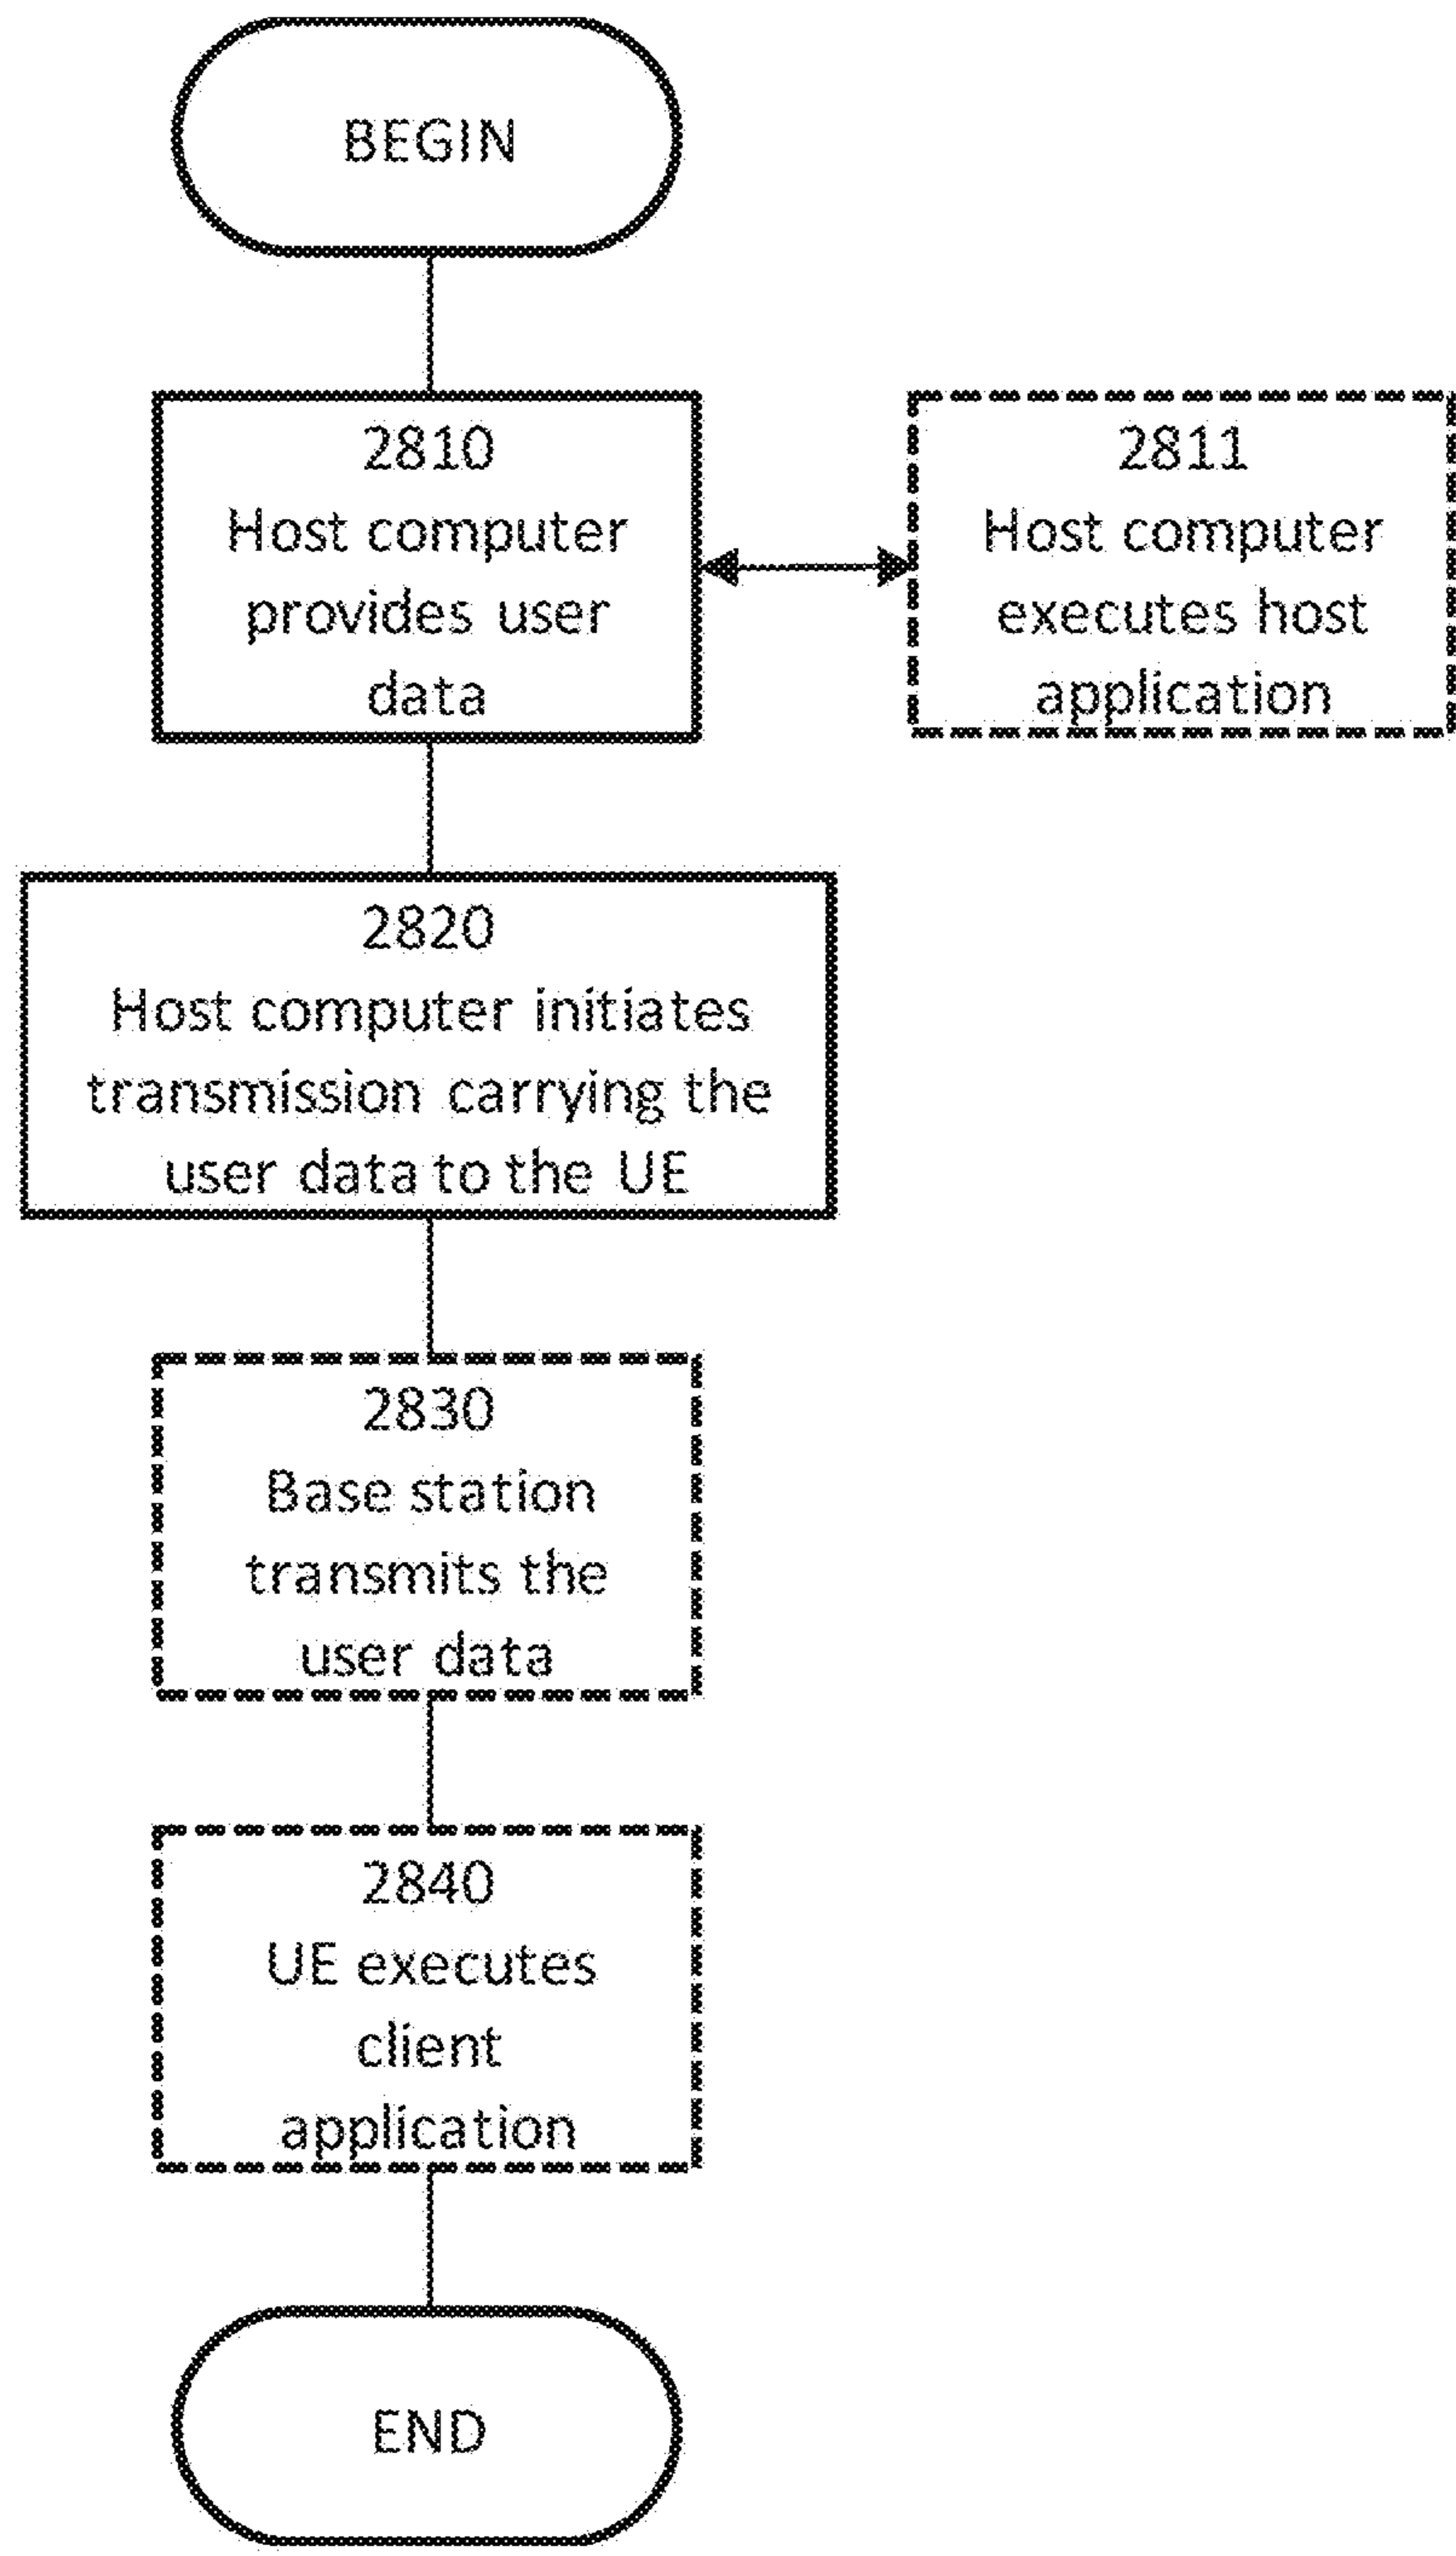 BEGIN
2810
Host computer
provides user
data
2811
Host computer
executes host
application
2820
Host computer initiates
transmission carrying the
user data to the UE
2830
Base station
transmits the
user data
2840
UE executes
client
application
END